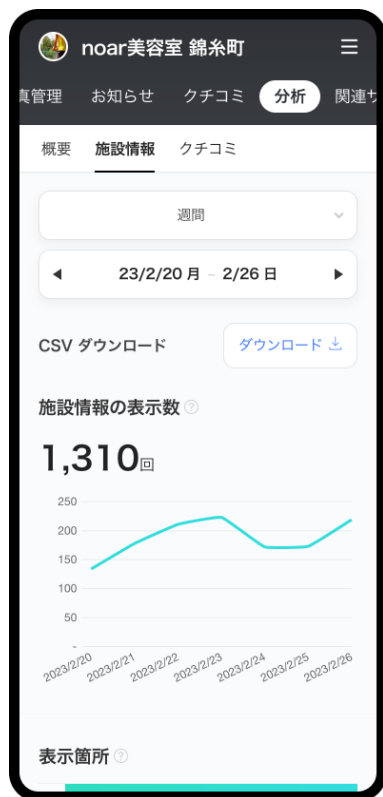 noar美容室 錦糸町
真管理 お知らせ クチコミ 分析 関連サ
概要 施設情報 クチコミ
週間
23/2/20 月 ~ 2/26 日
CSV ダウンロード ダウンロード
施設情報の表示数
1,310回
250
200
150
100
50
-
2023/2/20 2023/2/21 2023/2/22 2023/2/23 2023/2/24 2023/2/25 2023/2/26
表示箇所